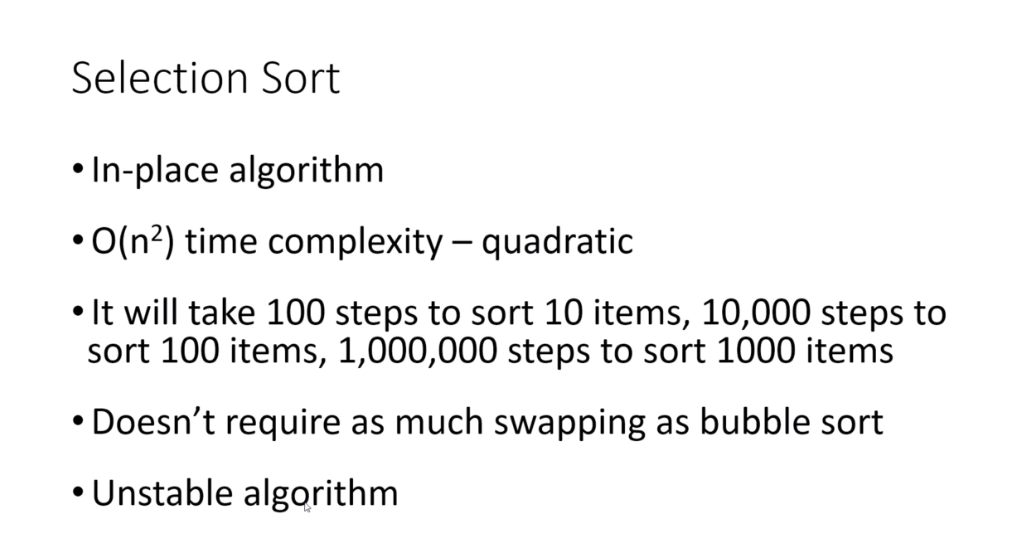 Selection Sort
• In-place algorithm
• O(n²) time complexity – quadratic
• It will take 100 steps to sort 10 items, 10,000 steps to
sort 100 items, 1,000,000 steps to sort 1000 items
• Doesn’t require as much swapping as bubble sort
• Unstable algorithm